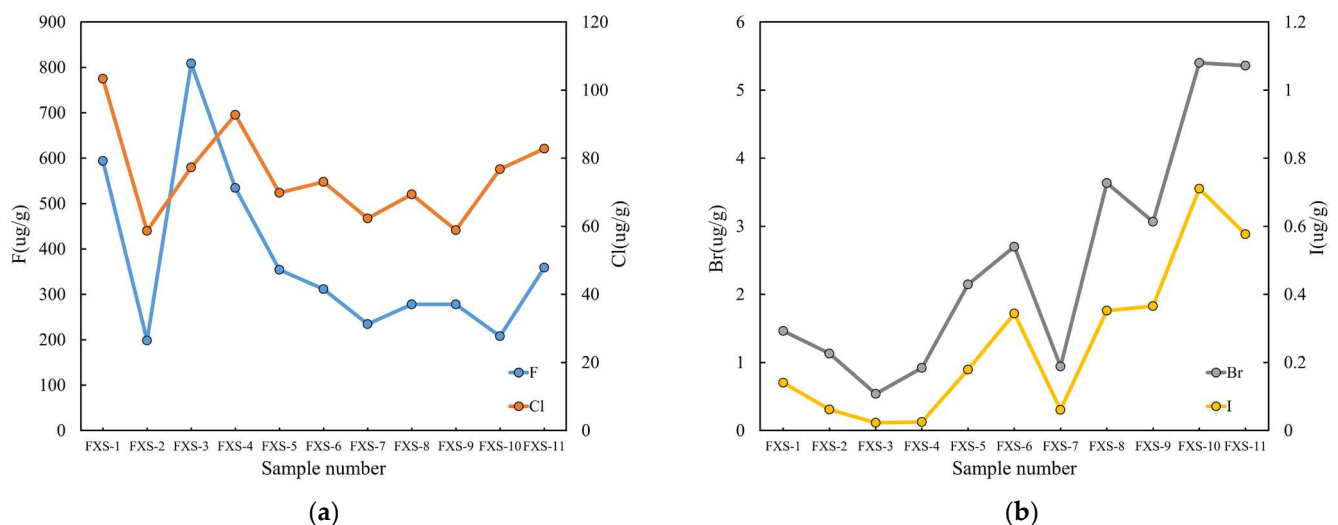 900
800
700
600
500
400
300
200
100
0
F(ug/g)
120
100
80
60
40
20
0
Cl(ug/g)
F
Cl
FXS-1 FXS-2 FXS-3 FXS-4 FXS-5 FXS-6 FXS-7 FXS-8 FXS-9 FXS-10 FXS-11
Sample number
(a)
6
5
4
3
2
1
0
Br(ug/g)
1.2
1
0.8
0.6
0.4
0.2
0
I(ug/g)
Br
I
FXS-1 FXS-2 FXS-3 FXS-4 FXS-5 FXS-6 FXS-7 FXS-8 FXS-9 FXS-10 FXS-11
Sample number
(b)